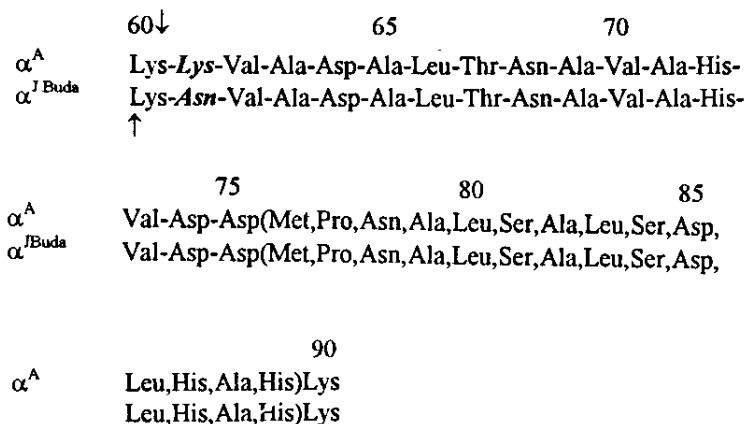 60↓ 65 70
α^A Lys-Lys-Val-Ala-Asp-Ala-Leu-Thr-Asn-Ala-Val-Ala-His-
α^J Buda Lys-Asn-Val-Ala-Asp-Ala-Leu-Thr-Asn-Ala-Val-Ala-His-
↑
75 80 85
α^A Val-Asp-Asp(Met,Pro,Asn,Ala,Leu,Ser,Ala,Leu,Ser,Asp,
α^JBuda Val-Asp-Asp(Met,Pro,Asn,Ala,Leu,Ser,Ala,Leu,Ser,Asp,
90
α^A Leu,His,Ala,His)Lys
Leu,His,Ala,His)Lys